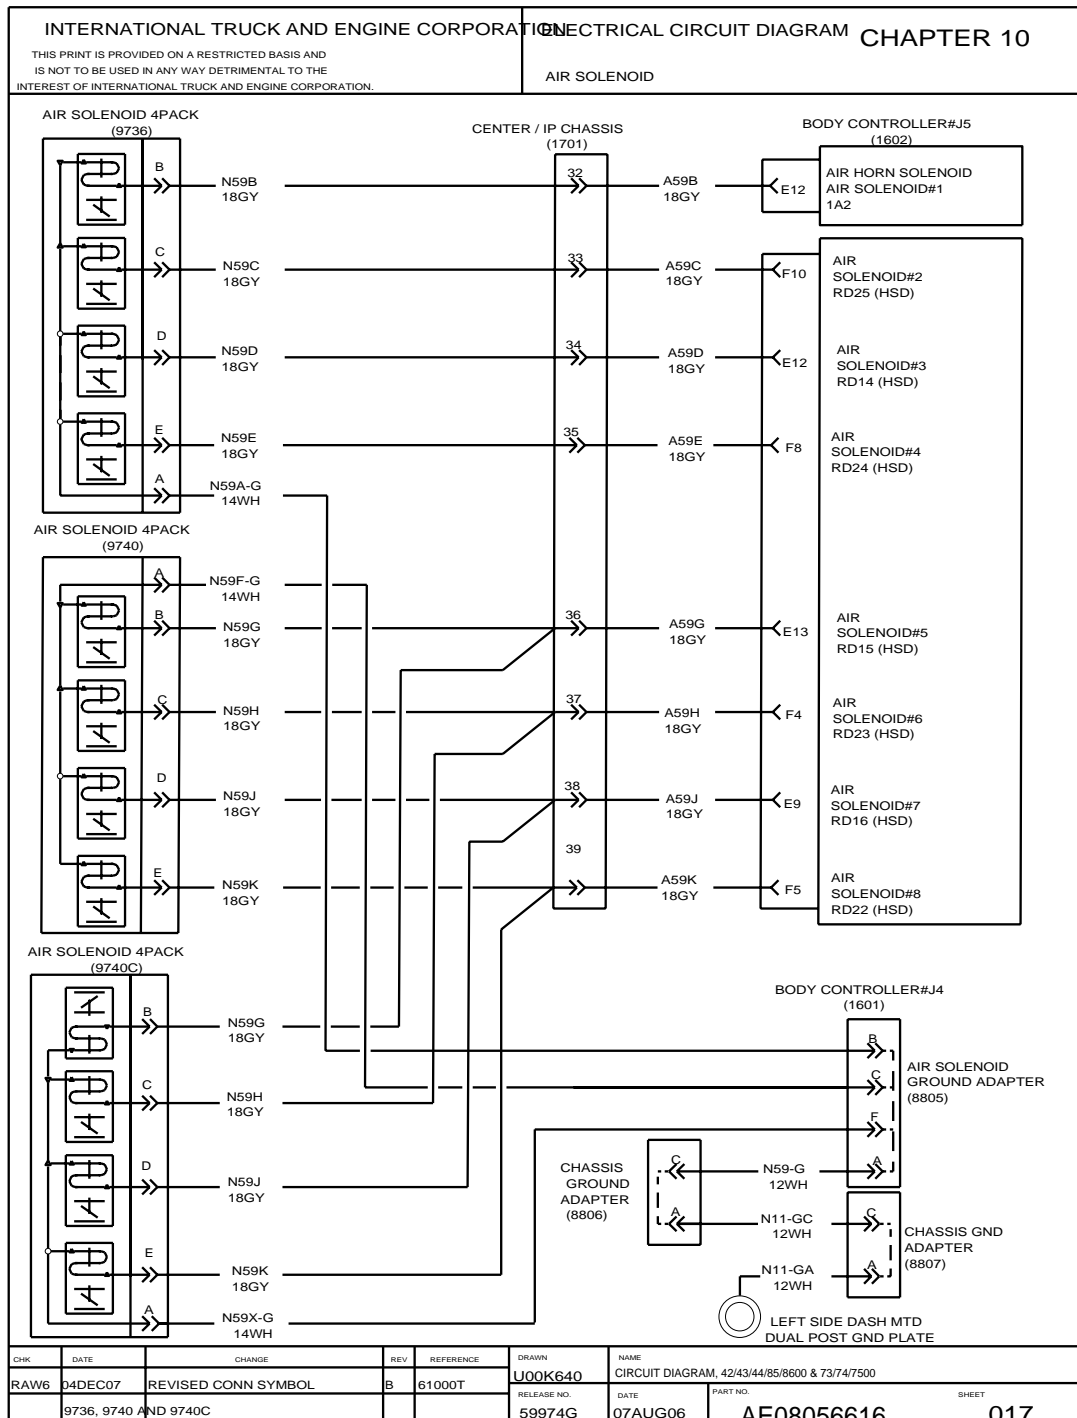 INTERNATIONAL TRUCK AND ENGINE CORPORATION
THIS PRINT IS PROVIDED ON A RESTRICTED BASIS AND
IS NOT TO BE USED IN ANY WAY DETRIMENTAL TO THE
INTEREST OF INTERNATIONAL TRUCK AND ENGINE CORPORATION.
ELECTRICAL CIRCUIT DIAGRAM
CHAPTER 10
AIR SOLENOID
AIR SOLENOID 4PACK
(9736)
CENTER / IP CHASSIS
(1701)
BODY CONTROLLER#J5
(1602)
B
N59B
18GY
32
A59B
18GY
E12
AIR HORN SOLENOID
AIR SOLENOID#1
1A2
C
N59C
18GY
33
A59C
18GY
F10
AIR
SOLENOID#2
RD25 (HSD)
D
N59D
18GY
34
A59D
18GY
E12
AIR
SOLENOID#3
RD14 (HSD)
E
N59E
18GY
35
A59E
18GY
F8
AIR
SOLENOID#4
RD24 (HSD)
A
N59A-G
14WH
AIR SOLENOID 4PACK
(9740)
A
N59F-G
14WH
B
N59G
18GY
36
A59G
18GY
E13
AIR
SOLENOID#5
RD15 (HSD)
C
N59H
18GY
37
A59H
18GY
F4
AIR
SOLENOID#6
RD23 (HSD)
D
N59J
18GY
38
A59J
18GY
E9
AIR
SOLENOID#7
RD16 (HSD)
39
E
N59K
18GY
A59K
18GY
F5
AIR
SOLENOID#8
RD22 (HSD)
AIR SOLENOID 4PACK
(9740C)
B
N59G
18GY
C
N59H
18GY
D
N59J
18GY
E
N59K
18GY
A
N59X-G
14WH
BODY CONTROLLER#J4
(1601)
B
C
F
A
AIR SOLENOID
GROUND ADAPTER
(8805)
CHASSIS
GROUND
ADAPTER
(8806)
C
A
N59-G
12WH
N11-GC
12WH
N11-GA
12WH
C
A
CHASSIS GND
ADAPTER
(8807)
LEFT SIDE DASH MTD
DUAL POST GND PLATE
CHK DATE CHANGE REV REFERENCE
RAW6 04DEC07 REVISED CONN SYMBOL B 61000T
9736, 9740 AND 9740C
DRAWN
U00K640
NAME
CIRCUIT DIAGRAM, 42/43/44/85/8600 & 73/74/7500
RELEASE NO.
59974G
DATE
07AUG06
PART NO.
AE08056616
SHEET
017